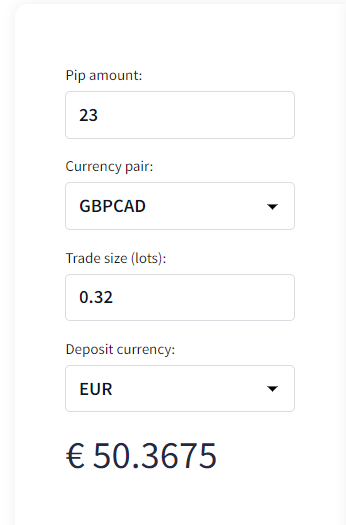 Pip amount:
23
Currency pair:
GBPCAD
Trade size (lots):
0.32
Deposit currency:
EUR
€ 50.3675